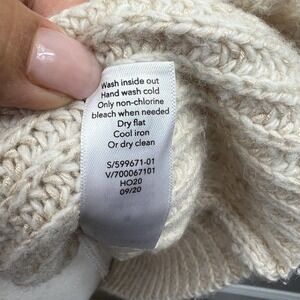 Wash inside out
Hand wash cold
Only non-chlorine
bleach when needed
Dry flat
Cool iron
Or dry clean
S/599671-01
V/700067101
HO20
09/20